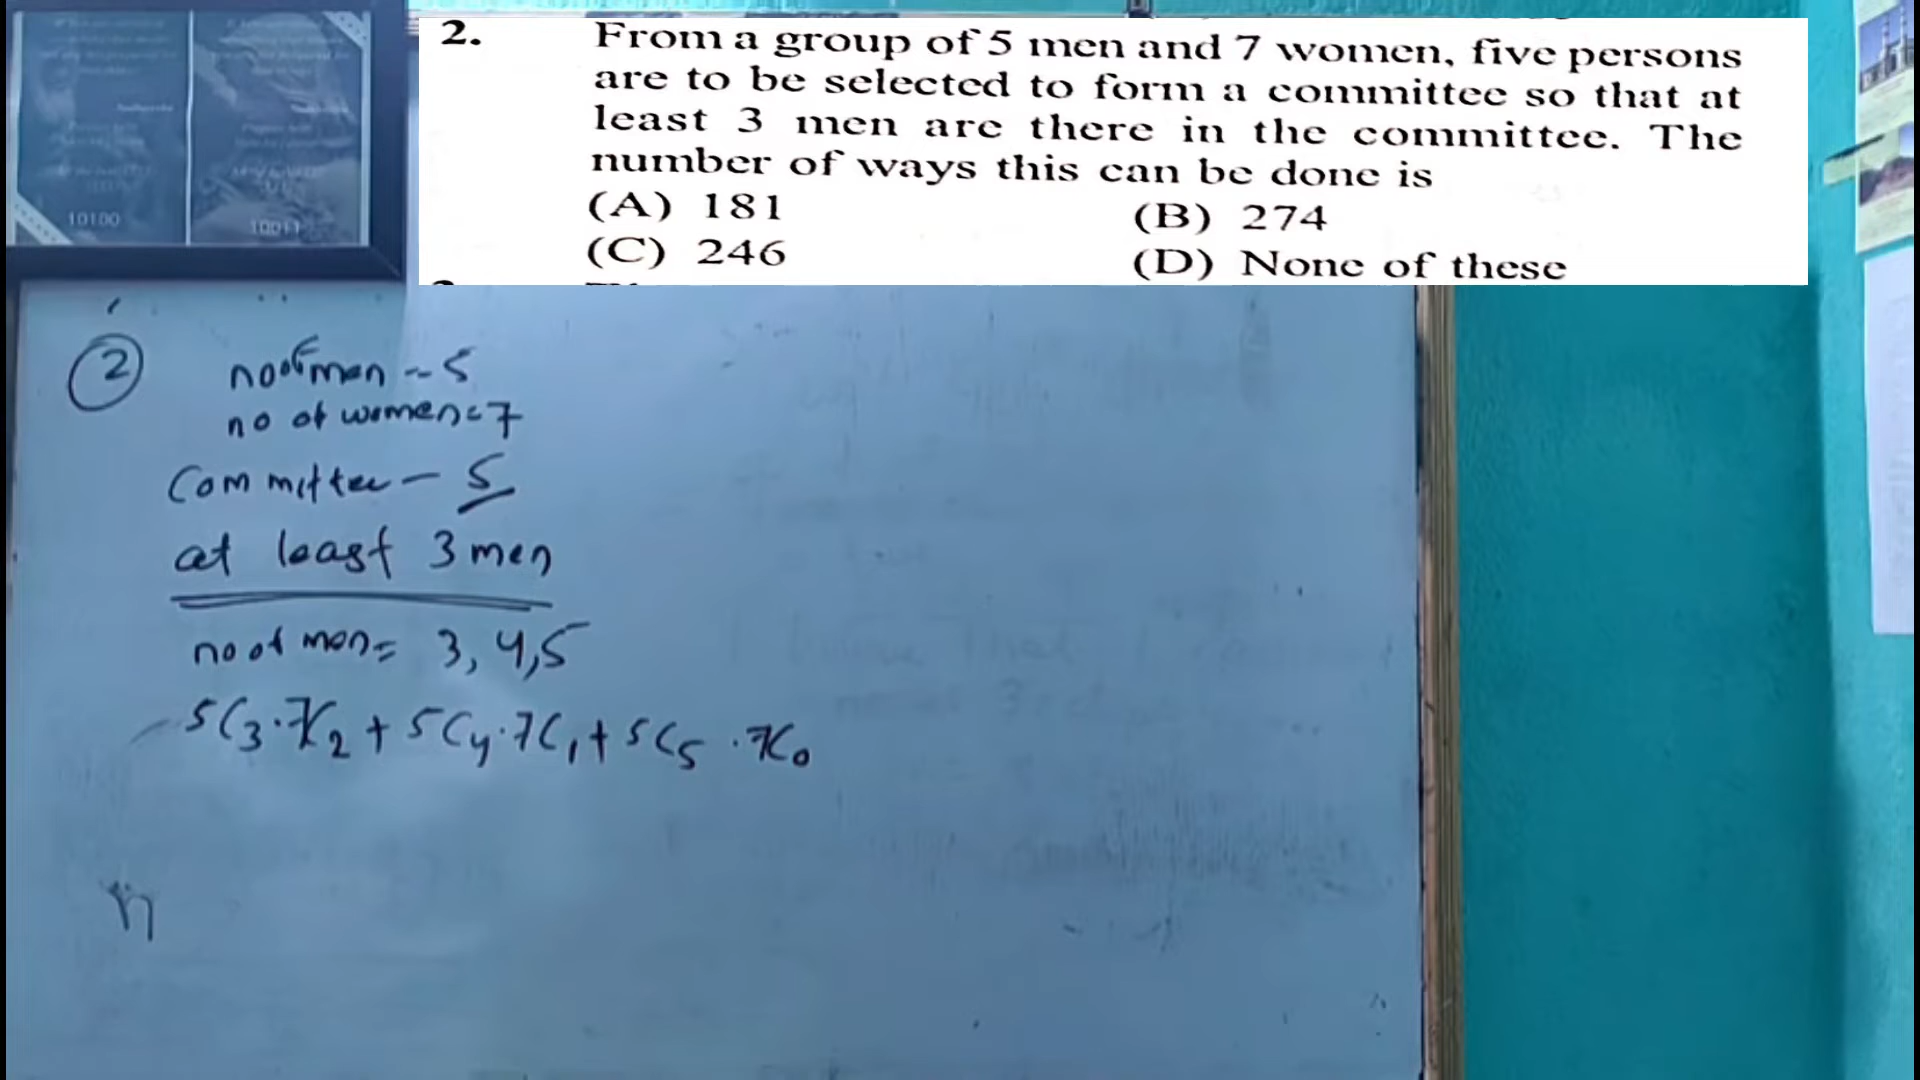 2. From a group of 5 men and 7 women, five persons
are to be selected to form a committee so that at
least 3 men are there in the committee. The
number of ways this can be done is
(A) 181 (B) 274
(C) 246 (D) None of these
10100
10011
2 no of men - 5
no of women = 7
Committee - 5
at least 3 men
no of men = 3, 4, 5
5C3 . 7C2 + 5C4 . 7C1 + 5C5 . 7C0